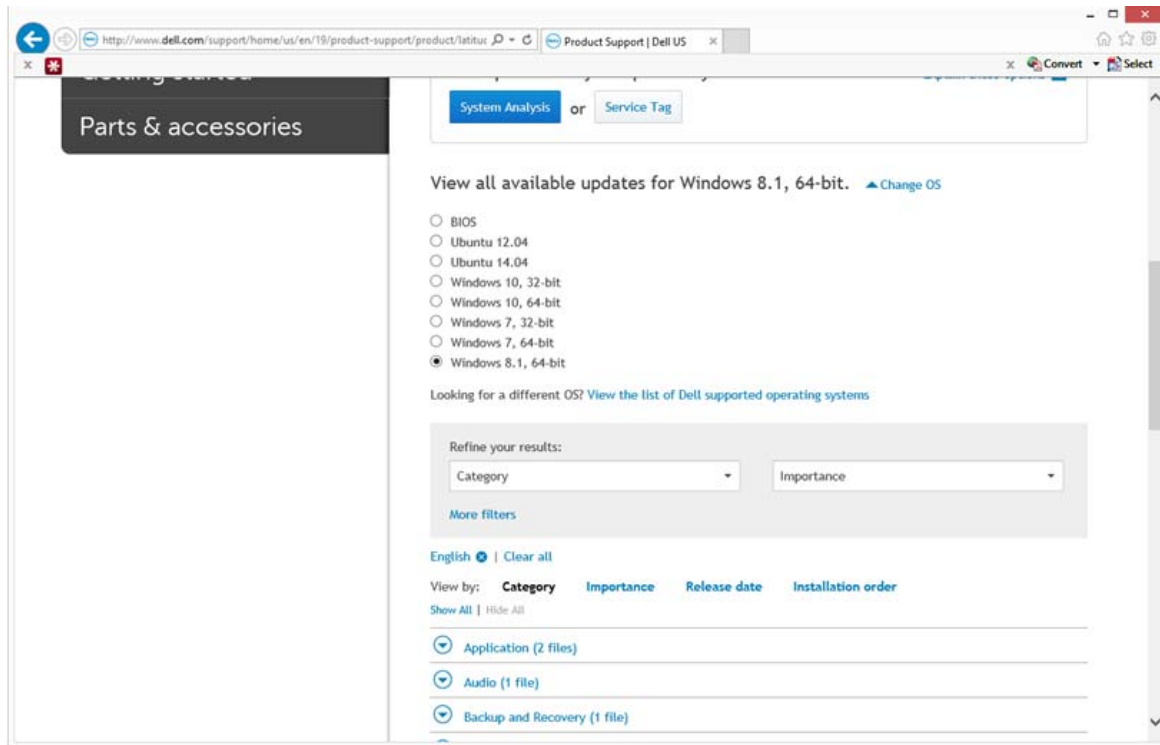 http://www.dell.com/support/home/us/en/19/product-support/product/latituc
Product Support | Dell US
Convert Select
Parts & accessories
System Analysis or Service Tag
View all available updates for Windows 8.1, 64-bit. Change OS
BIOS
Ubuntu 12.04
Ubuntu 14.04
Windows 10, 32-bit
Windows 10, 64-bit
Windows 7, 32-bit
Windows 7, 64-bit
Windows 8.1, 64-bit
Looking for a different OS? View the list of Dell supported operating systems
Refine your results:
Category Importance
More filters
English | Clear all
View by: Category Importance Release date Installation order
Show All | Hide All
Application (2 files)
Audio (1 file)
Backup and Recovery (1 file)